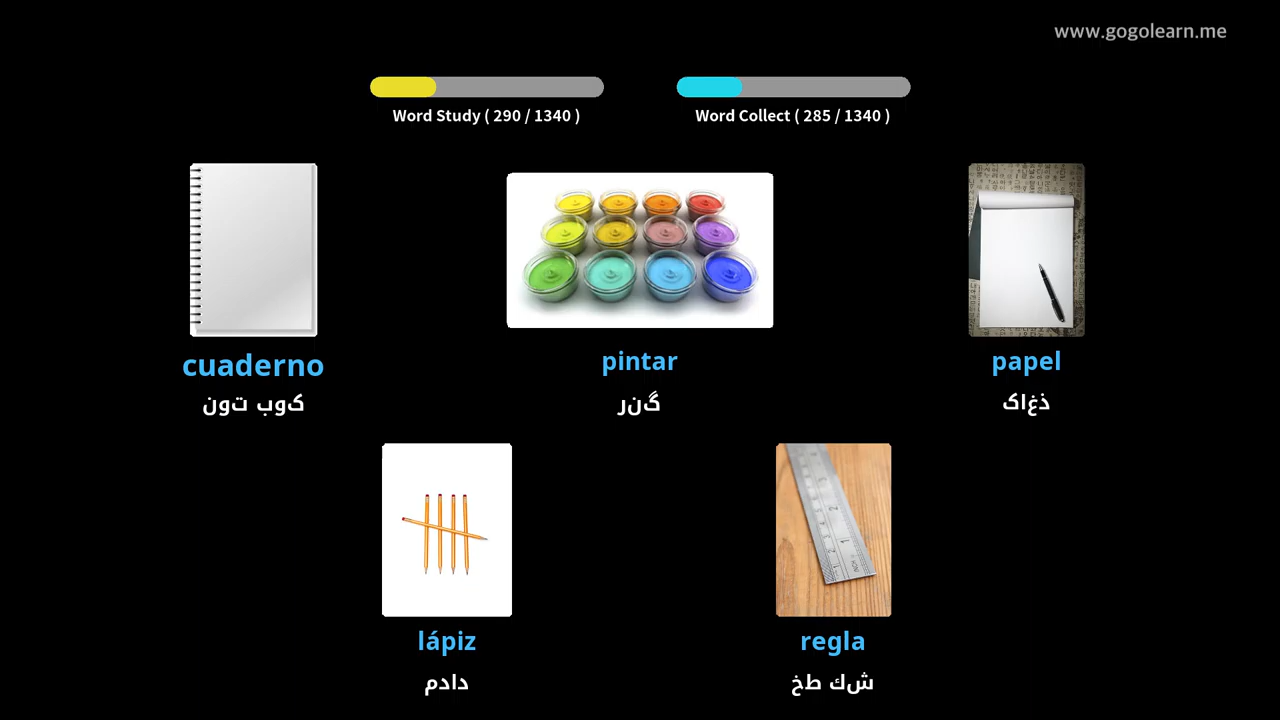 www.gogolearn.me
Word Study ( 290 / 1340 )
Word Collect ( 285 / 1340 )
cuaderno
کوب تون
pintar
گنر
papel
ذغاک
lápiz
دادم
regla
شك طخ